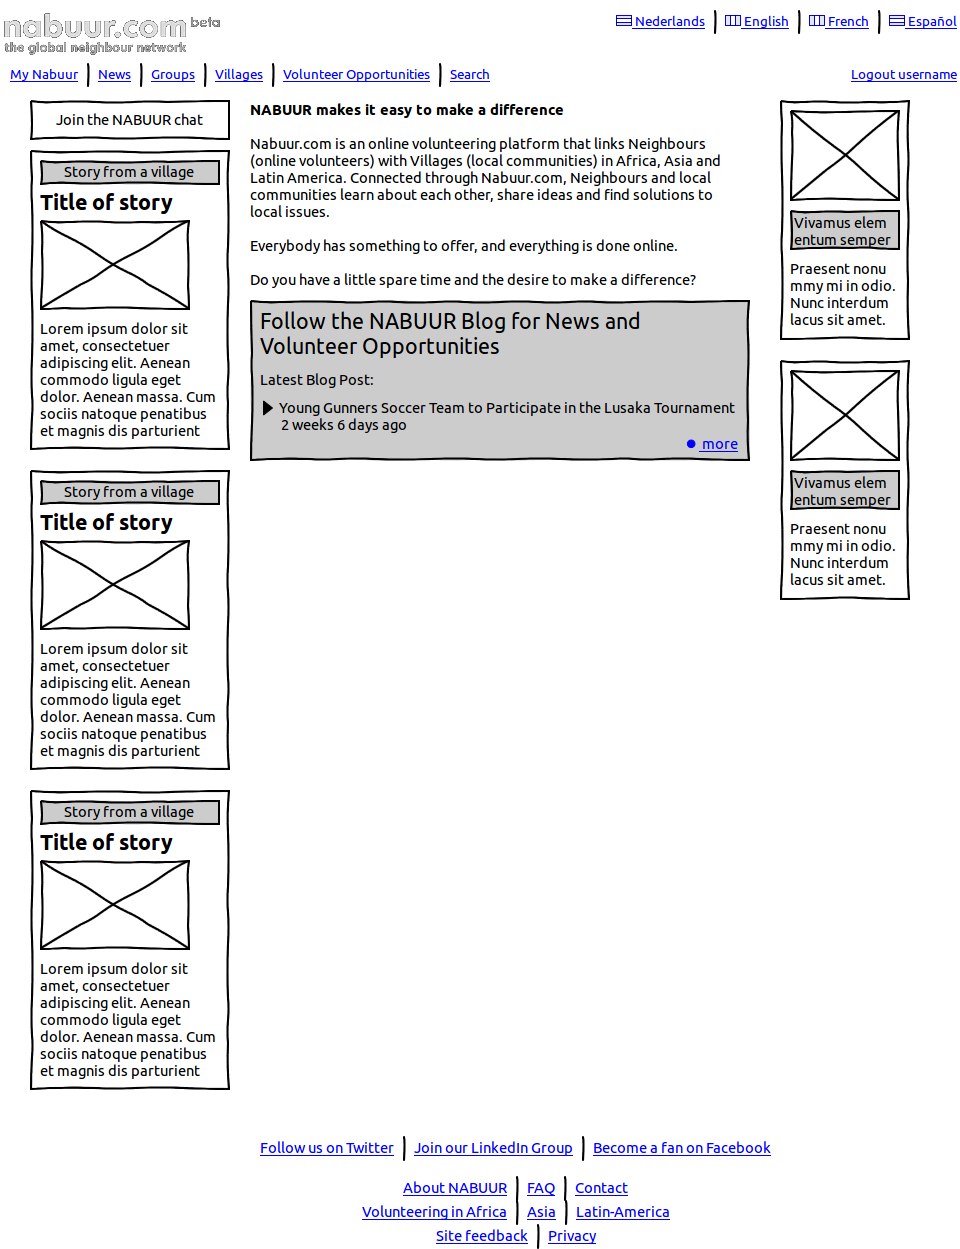 nabuur.com beta
the global neighbour network
Nederlands English French Español
My Nabuur News Groups Villages Volunteer Opportunities Search Logout username
Join the NABUUR chat
Story from a village
Title of story
Lorem ipsum dolor sit
amet, consectetuer
adipiscing elit. Aenean
commodo ligula eget
dolor. Aenean massa. Cum
sociis natoque penatibus
et magnis dis parturient
Story from a village
Title of story
Lorem ipsum dolor sit
amet, consectetuer
adipiscing elit. Aenean
commodo ligula eget
dolor. Aenean massa. Cum
sociis natoque penatibus
et magnis dis parturient
Story from a village
Title of story
Lorem ipsum dolor sit
amet, consectetuer
adipiscing elit. Aenean
commodo ligula eget
dolor. Aenean massa. Cum
sociis natoque penatibus
et magnis dis parturient
NABUUR makes it easy to make a difference
Nabuur.com is an online volunteering platform that links Neighbours
(online volunteers) with Villages (local communities) in Africa, Asia and
Latin America. Connected through Nabuur.com, Neighbours and local
communities learn about each other, share ideas and find solutions to
local issues.
Everybody has something to offer, and everything is done online.
Do you have a little spare time and the desire to make a difference?
Follow the NABUUR Blog for News and
Volunteer Opportunities
Latest Blog Post:
Young Gunners Soccer Team to Participate in the Lusaka Tournament
2 weeks 6 days ago
more
Vivamus elem
entum semper
Praesent nonu
mmy mi in odio.
Nunc interdum
lacus sit amet.
Vivamus elem
entum semper
Praesent nonu
mmy mi in odio.
Nunc interdum
lacus sit amet.
Follow us on Twitter Join our LinkedIn Group Become a fan on Facebook
About NABUUR FAQ Contact
Volunteering in Africa Asia Latin-America
Site feedback Privacy